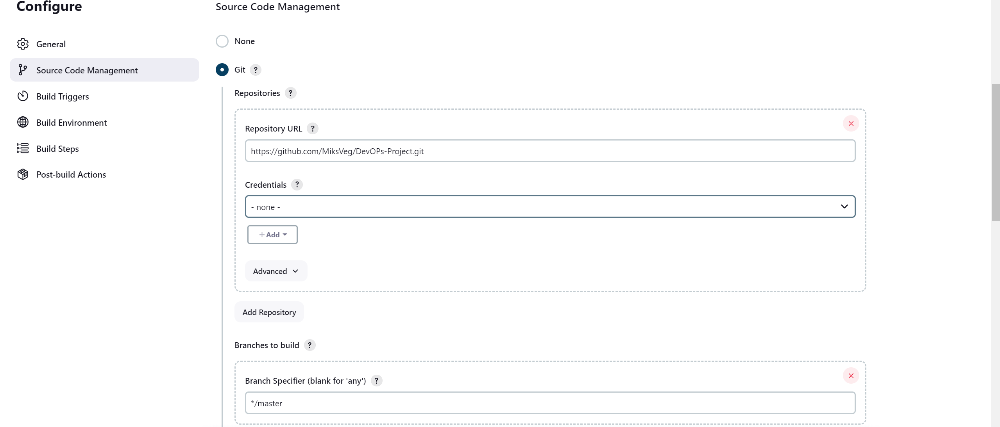 Configure
General
Source Code Management
Build Triggers
Build Environment
Build Steps
Post-build Actions
Source Code Management
None
Git ?
Repositories ?
Repository URL ?
https://github.com/MiksVeg/DevOPs-Project.git
Credentials ?
- none -
+ Add
Advanced
Add Repository
Branches to build ?
Branch Specifier (blank for 'any') ?
*/master